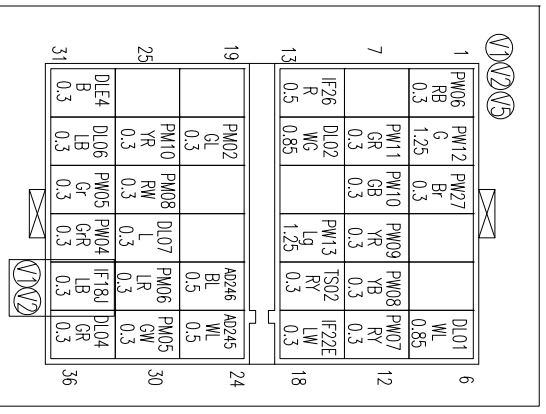 V1 V2 V5
PW06 PW12 PW27 DL01
1 RB G Br WL 6
0.3 1.25 0.3 0.85
PW11 PW10 PW09 PW08 PW07
7 GR GB YR YB RY 12
0.3 0.3 0.3 0.3 0.3
IF26 DL02 PW13 TS02 IF22E
13 R WG Lg RY LW 18
0.5 0.85 1.25 0.3 0.3
PM02 AD246 AD245
19 GL BL WL 24
0.3 0.5 0.5
PM10 PM08 DL07 PM06 PM05
25 YR RW L LR GW 30
0.3 0.3 0.3 0.3 0.3
DLE4 DL06 PW05 PW04 IF18J DL04
31 B LB Gr GrR LB GR 36
0.5 0.3 0.3 0.3 0.3 0.3
V1 V2